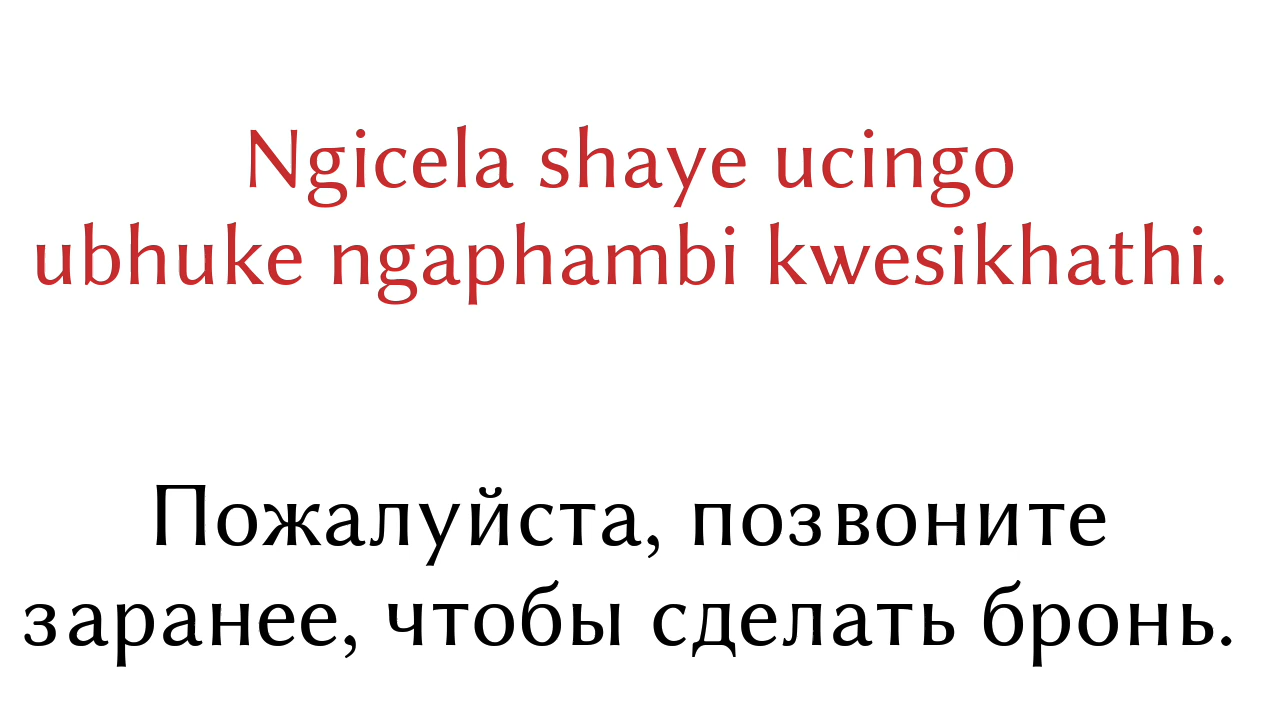 Ngicela shaye ucingo
ubhuke ngaphambi kwesikhathi.
Пожалуйста, позвоните
заранее, чтобы сделать бронь.